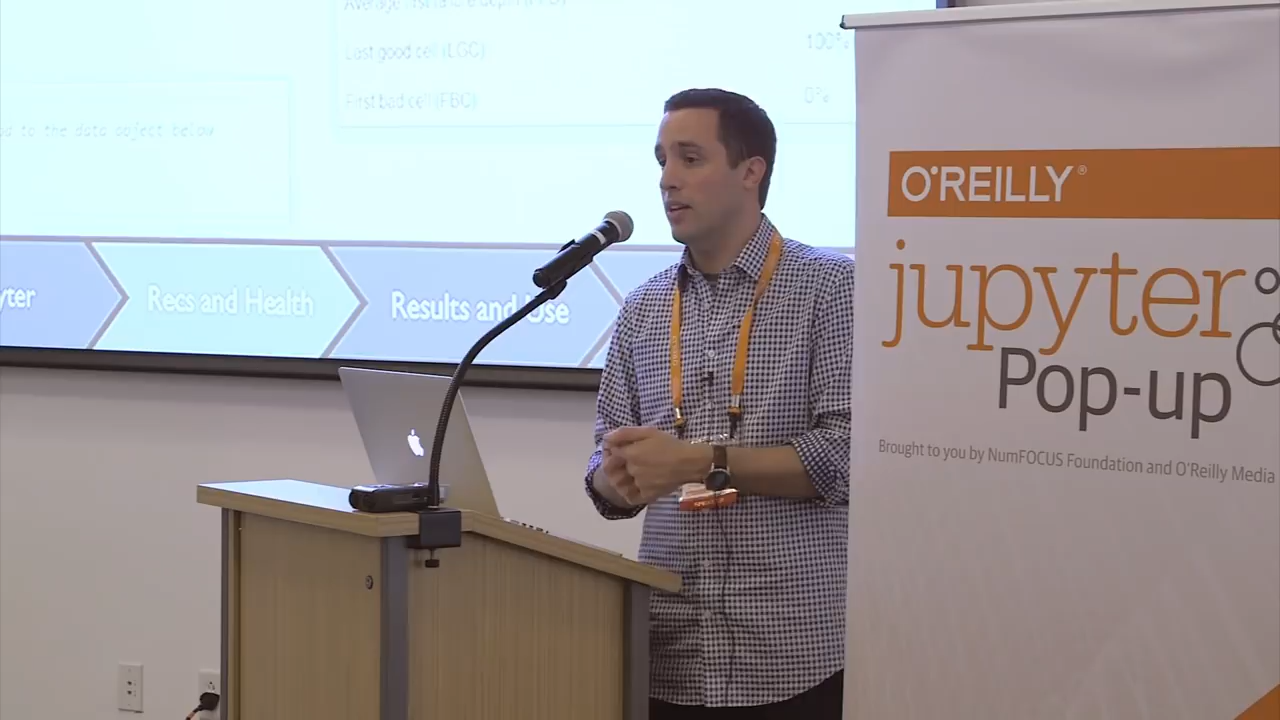 Last good cell (LGC)
100%
First bad cell (FBC)
0%
to the data object below
Recs and Health
Results and Use
O'REILLY®
jupyter
Pop-up
Brought to you by NumFOCUS Foundation and O'Reilly Media